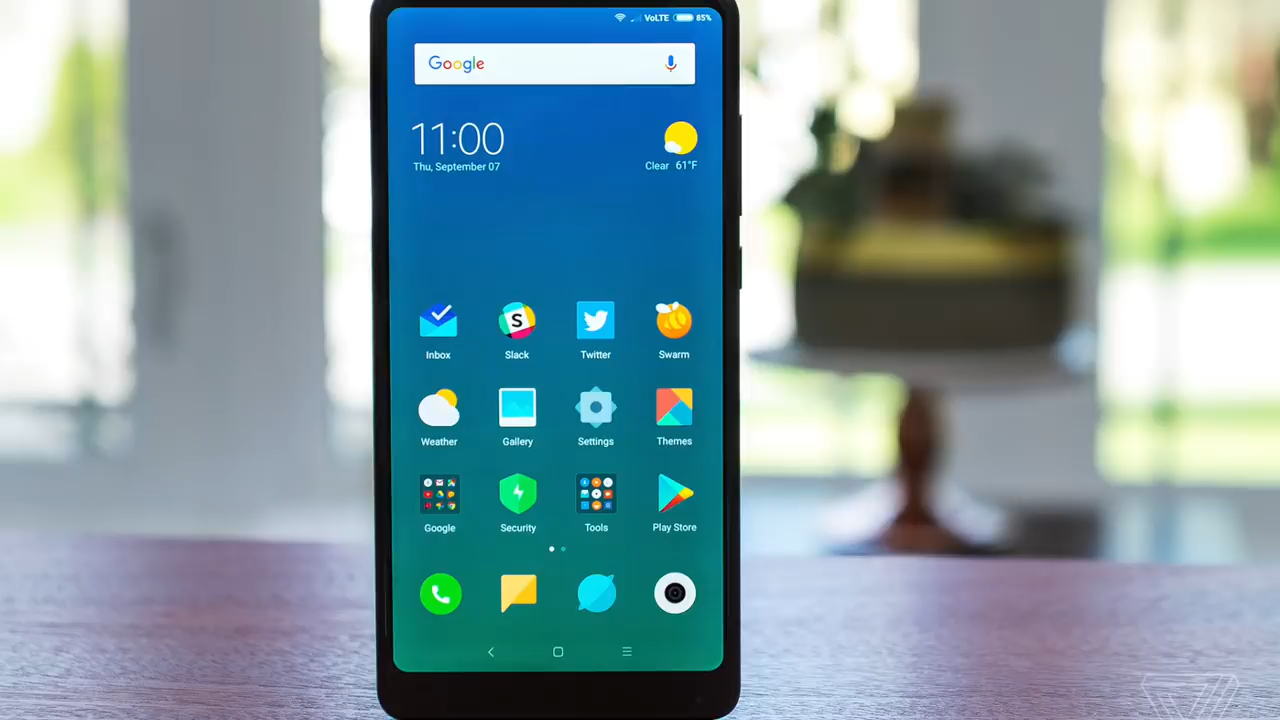 VoLTE 85%
Google
11:00
Thu, September 07
Clear 61°F
Inbox Slack Twitter Swarm
Weather Gallery Settings Themes
Google Security Tools Play Store